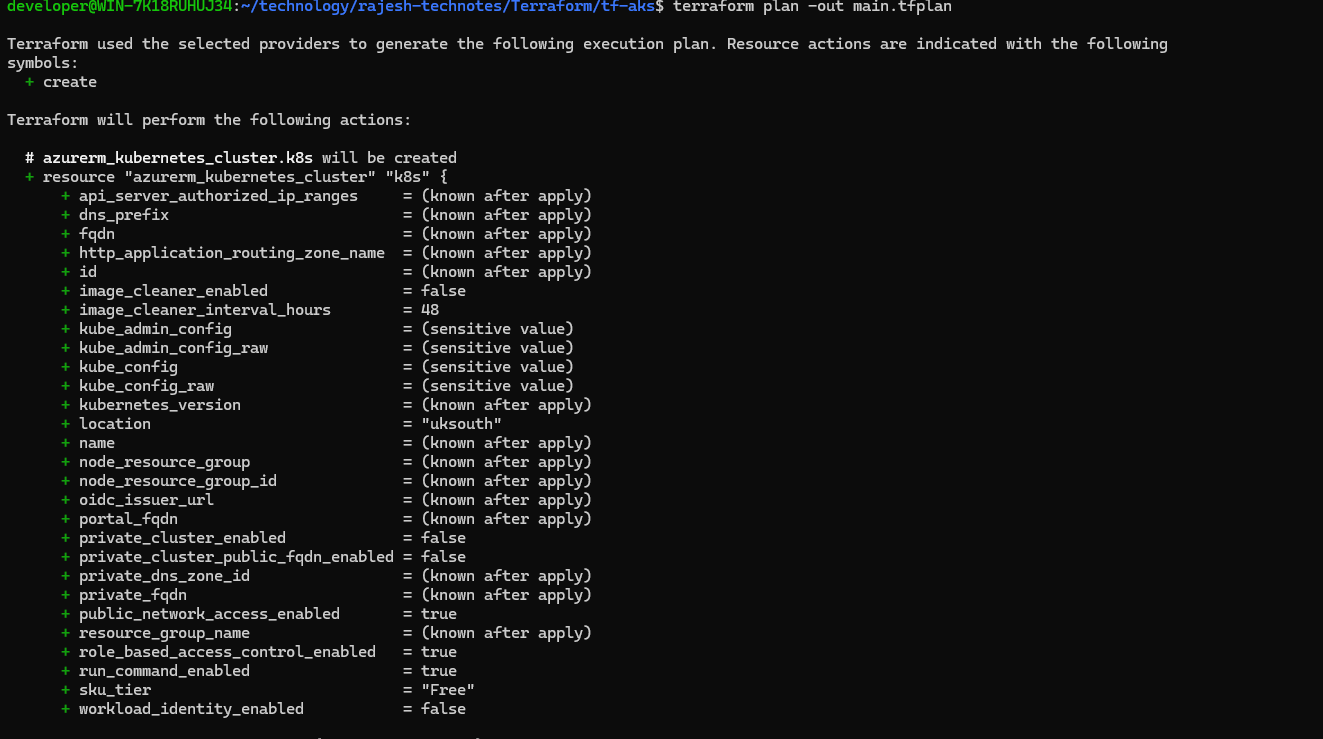 developer@WIN-7K18RUHUJ34:~/technology/rajesh-technotes/Terraform/tf-aks$ terraform plan -out main.tfplan
Terraform used the selected providers to generate the following execution plan. Resource actions are indicated with the following
symbols:
  + create
Terraform will perform the following actions:
  # azurerm_kubernetes_cluster.k8s will be created
  + resource "azurerm_kubernetes_cluster" "k8s" {
      + api_server_authorized_ip_ranges     = (known after apply)
      + dns_prefix                          = (known after apply)
      + fqdn                                = (known after apply)
      + http_application_routing_zone_name  = (known after apply)
      + id                                  = (known after apply)
      + image_cleaner_enabled               = false
      + image_cleaner_interval_hours        = 48
      + kube_admin_config                   = (sensitive value)
      + kube_admin_config_raw               = (sensitive value)
      + kube_config                         = (sensitive value)
      + kube_config_raw                     = (sensitive value)
      + kubernetes_version                  = (known after apply)
      + location                            = "uksouth"
      + name                                = (known after apply)
      + node_resource_group                 = (known after apply)
      + node_resource_group_id              = (known after apply)
      + oidc_issuer_url                     = (known after apply)
      + portal_fqdn                         = (known after apply)
      + private_cluster_enabled             = false
      + private_cluster_public_fqdn_enabled = false
      + private_dns_zone_id                 = (known after apply)
      + private_fqdn                        = (known after apply)
      + public_network_access_enabled       = true
      + resource_group_name                 = (known after apply)
      + role_based_access_control_enabled   = true
      + run_command_enabled                 = true
      + sku_tier                            = "Free"
      + workload_identity_enabled           = false